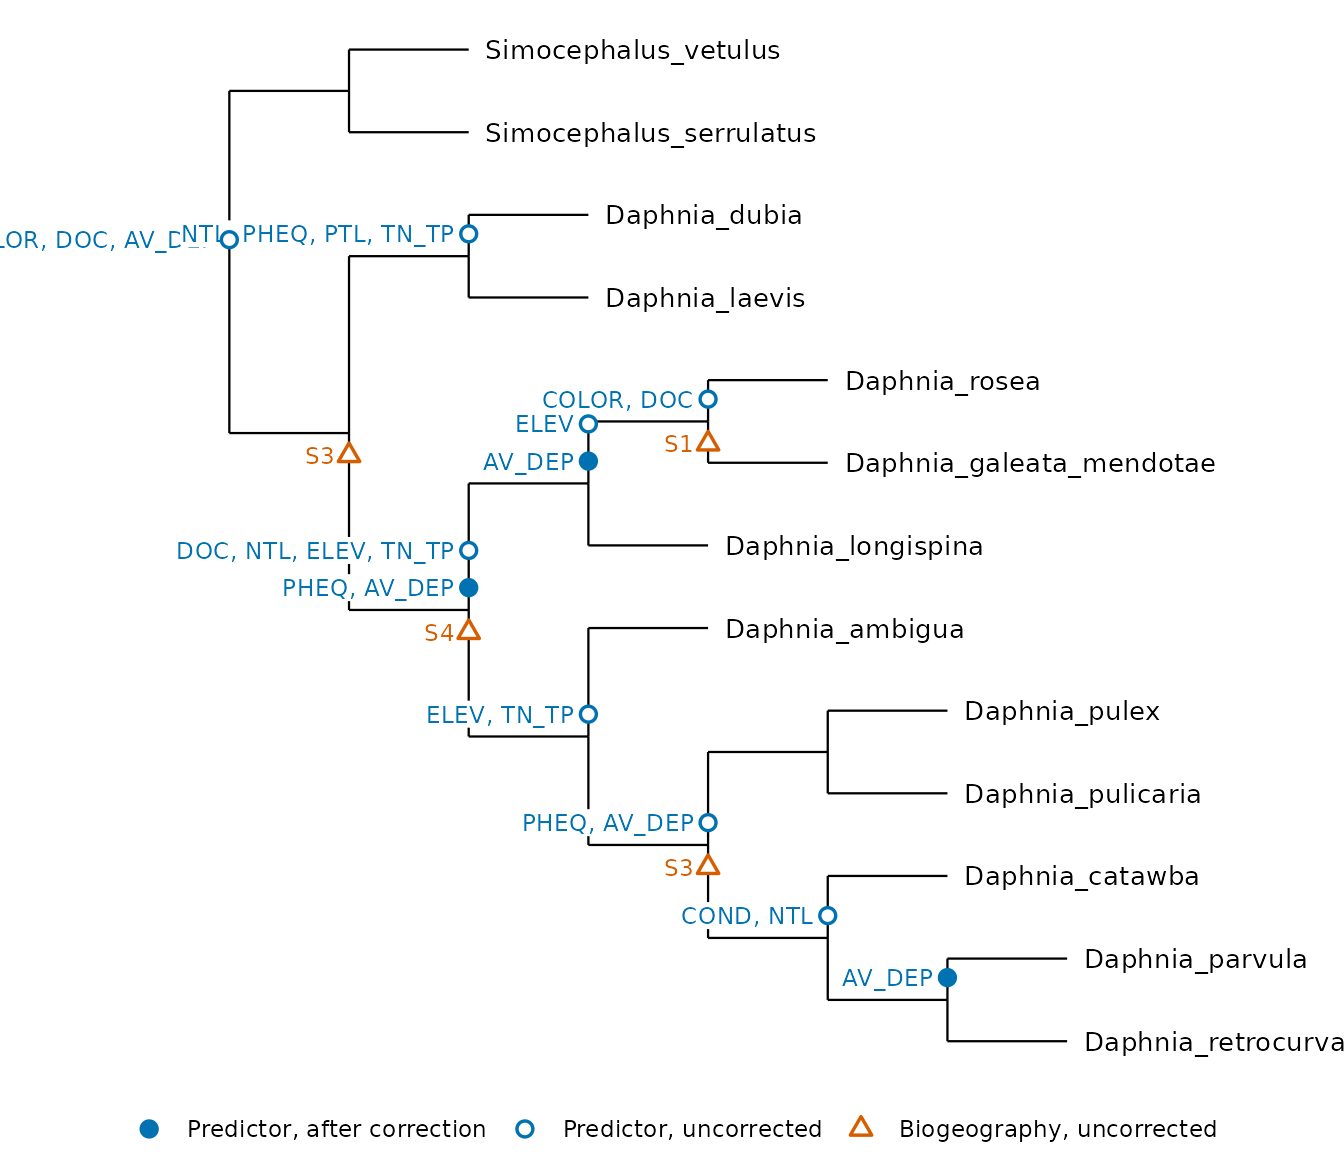 Simocephalus_vetulus
Simocephalus_serrulatus
Daphnia_dubia
NTL, PHEQ, PTL, TN_TP
DOC, AV_
Daphnia_laevis
Daphnia_rosea
COLOR, DOC
ELEV
S1
S3
AV_DEP
Daphnia_galeata_mendotae
Daphnia_longispina
DOC, NTL, ELEV, TN_TP
PHEQ, AV_DEP
S4
Daphnia_ambigua
ELEV, TN_TP
Daphnia_pulex
Daphnia_pulicaria
PHEQ, AV_DEP
S3
Daphnia_catawba
COND, NTL
Daphnia_parvula
AV_DEP
Daphnia_retrocurva
Predictor, after correction
Predictor, uncorrected
Biogeography, uncorrected